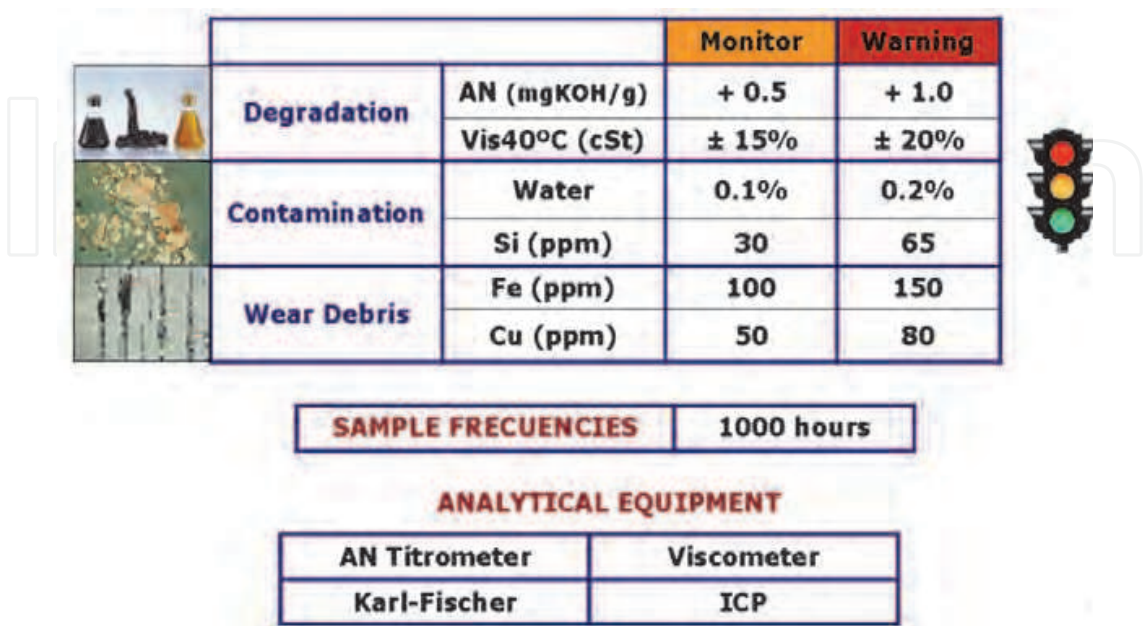 Monitor Warning
Degradation AN (mgKOH/g) + 0.5 + 1.0
Vis40ºC (cSt) ± 15% ± 20%
Contamination Water 0.1% 0.2%
Si (ppm) 30 65
Wear Debris Fe (ppm) 100 150
Cu (ppm) 50 80
SAMPLE FRECUENCIES 1000 hours
ANALYTICAL EQUIPMENT
AN Titrometer Viscometer
Karl-Fischer ICP